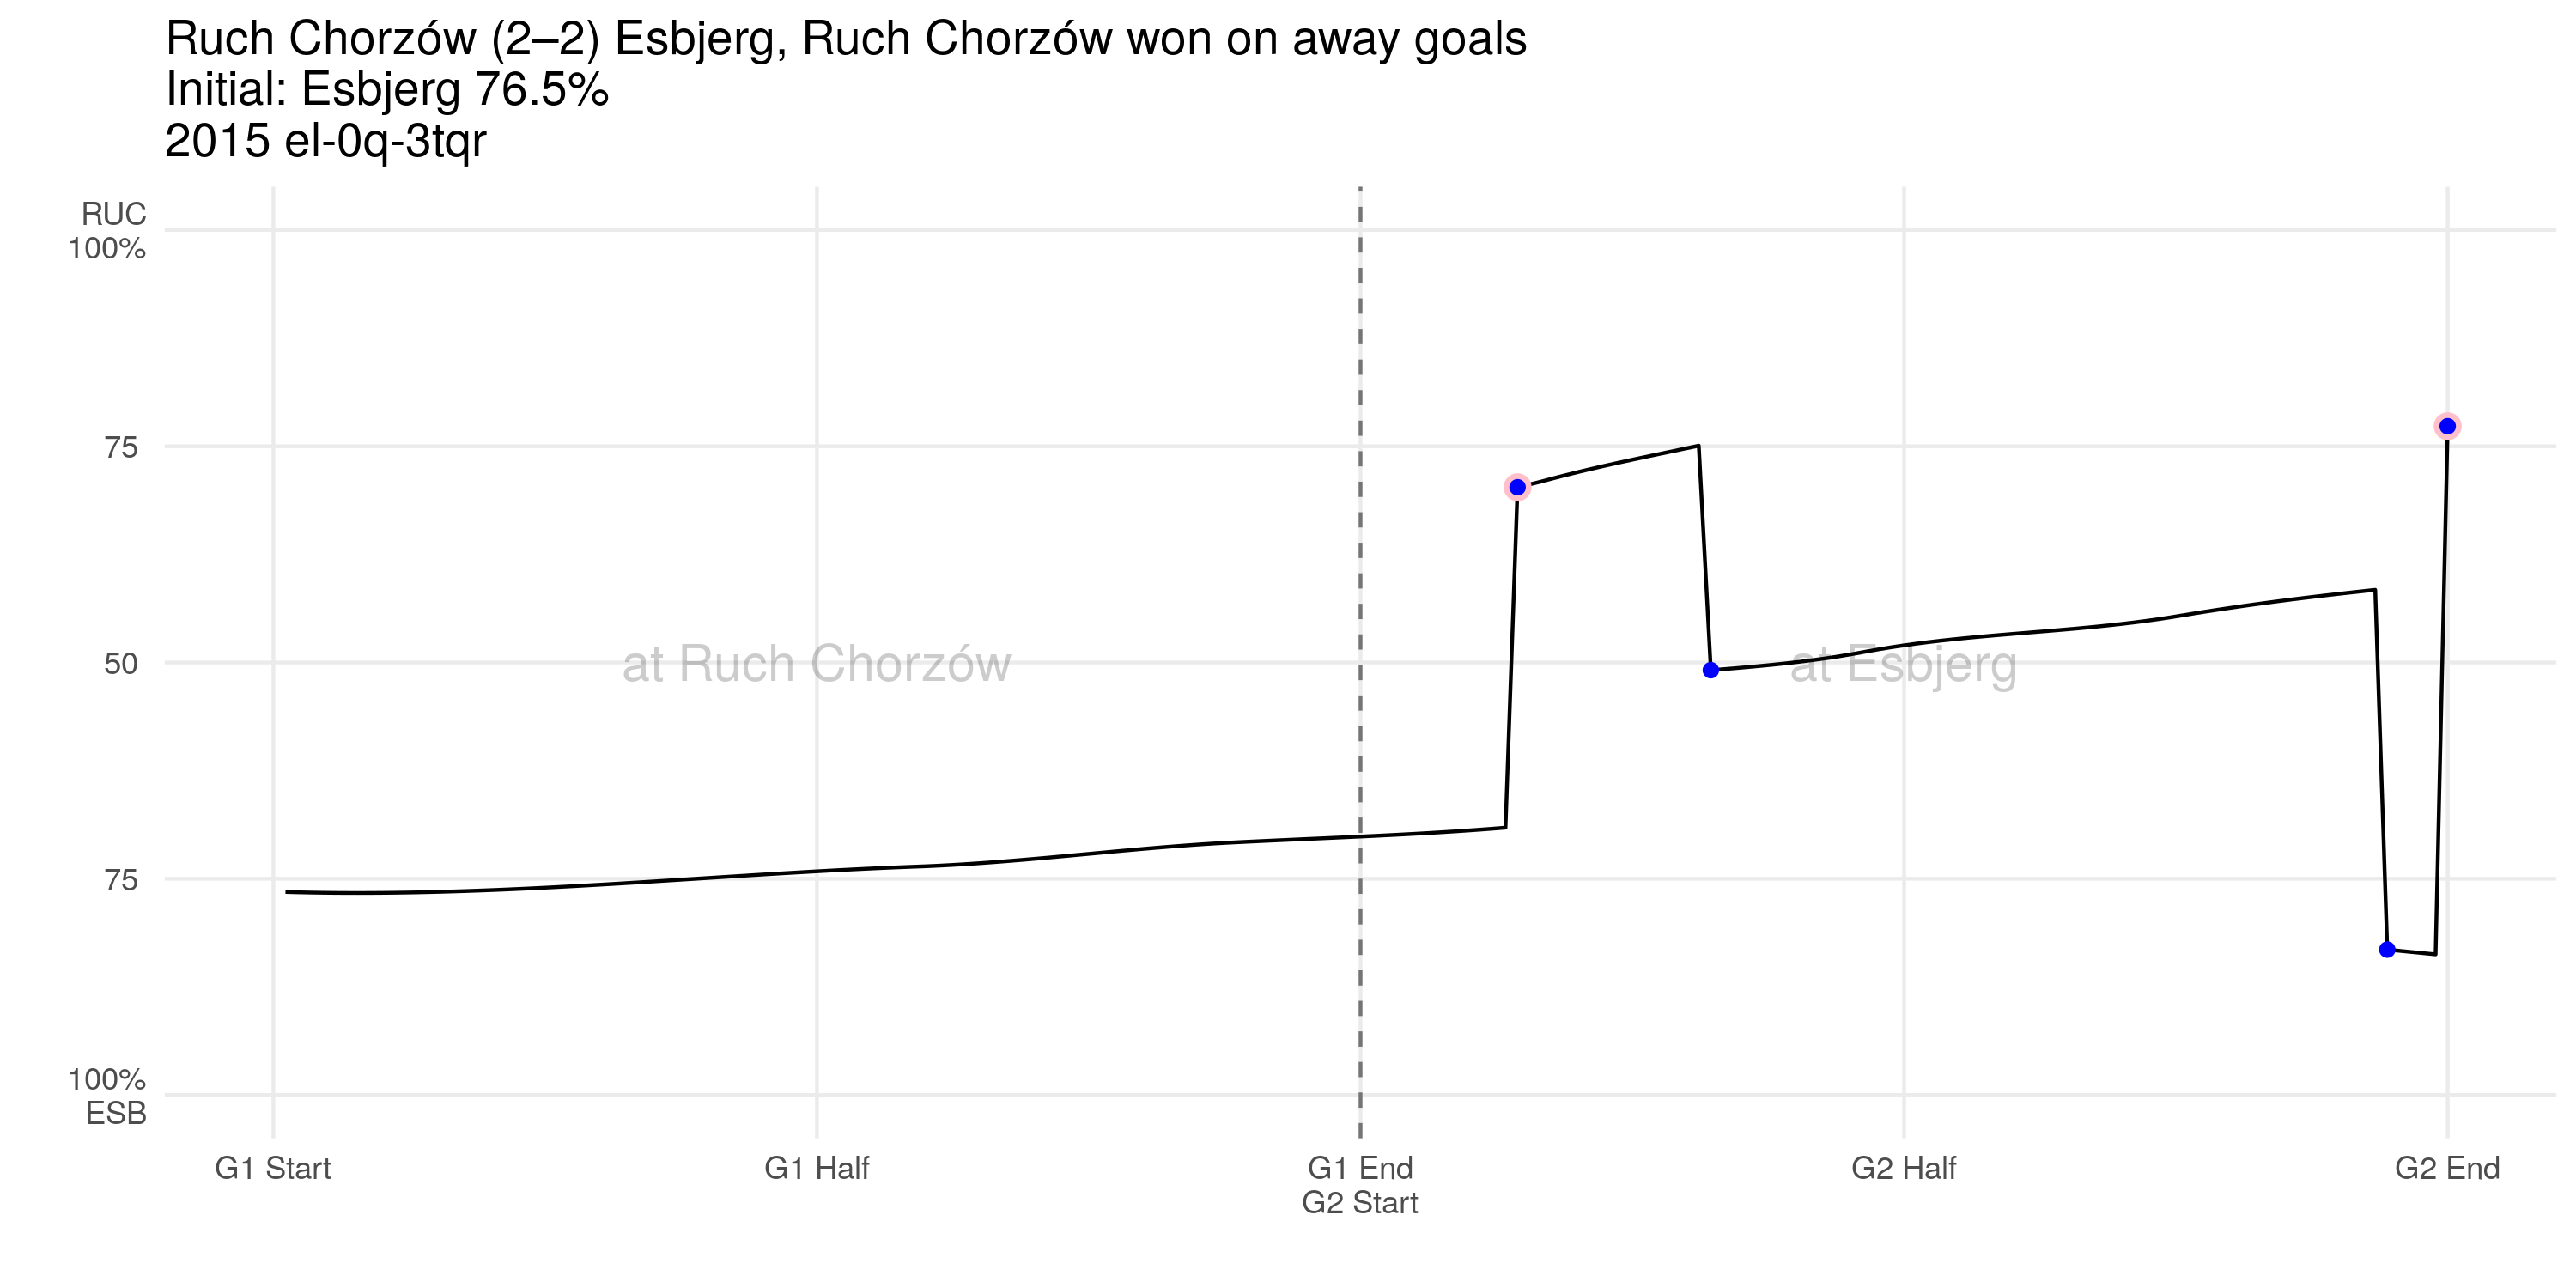 Ruch Chorzów (2–2) Esbjerg, Ruch Chorzów won on away goals
Initial: Esbjerg 76.5%
2015 el-0q-3tqr
RUC
100%
75
50
75
100%
ESB
at Ruch Chorzów
at Esbjerg
G1 Start
G1 Half
G1 End
G2 Start
G2 Half
G2 End